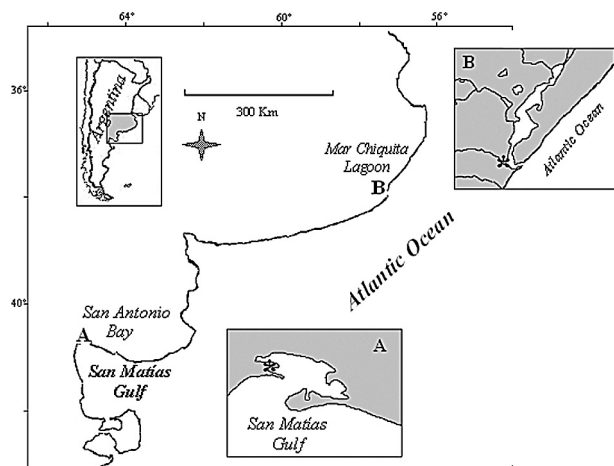 64°
60°
56°
36°
40°
Argentina
300 Km
N
Mar Chiquita
Lagoon
B
B
Atlantic Ocean
Atlantic Ocean
San Antonio
Bay
A
San Matías
Gulf
A
San Matías
Gulf